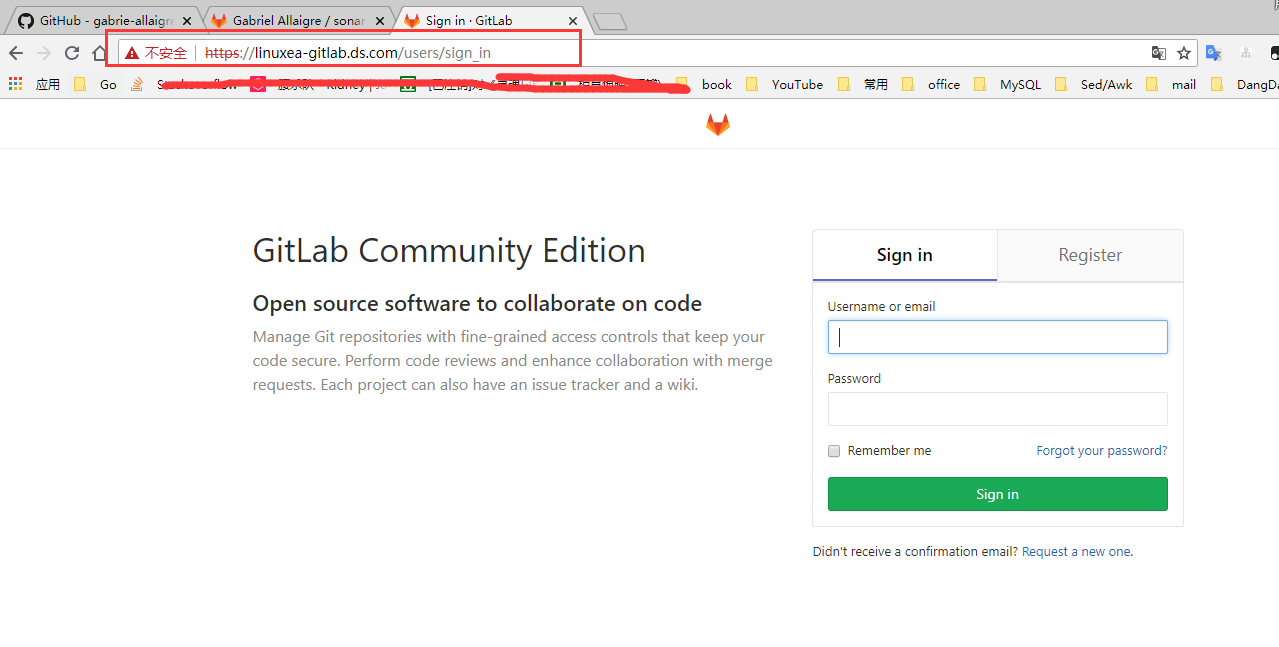 GitHub - gabrie-allaigre
Gabriel Allaigre / sonar
Sign in · GitLab
不安全 https://linuxea-gitlab.ds.com/users/sign_in
应用 Go book YouTube 常用 office MySQL Sed/Awk mail DangDa
GitLab Community Edition
Open source software to collaborate on code
Manage Git repositories with fine-grained access controls that keep your
code secure. Perform code reviews and enhance collaboration with merge
requests. Each project can also have an issue tracker and a wiki.
Sign in Register
Username or email
Password
Remember me Forgot your password?
Sign in
Didn't receive a confirmation email? Request a new one.